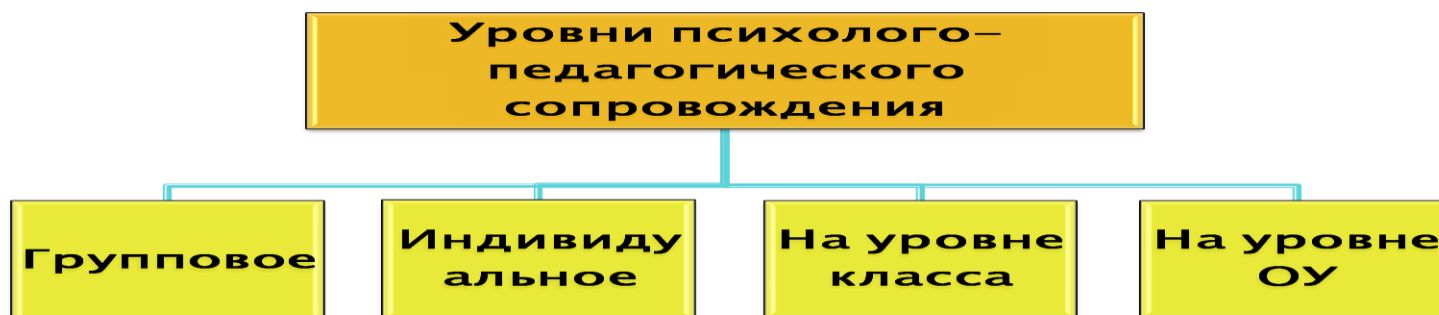 Уровни психолого–
педагогического
сопровождения
Групповое
Индивиду
альное
На уровне
класса
На уровне
ОУ